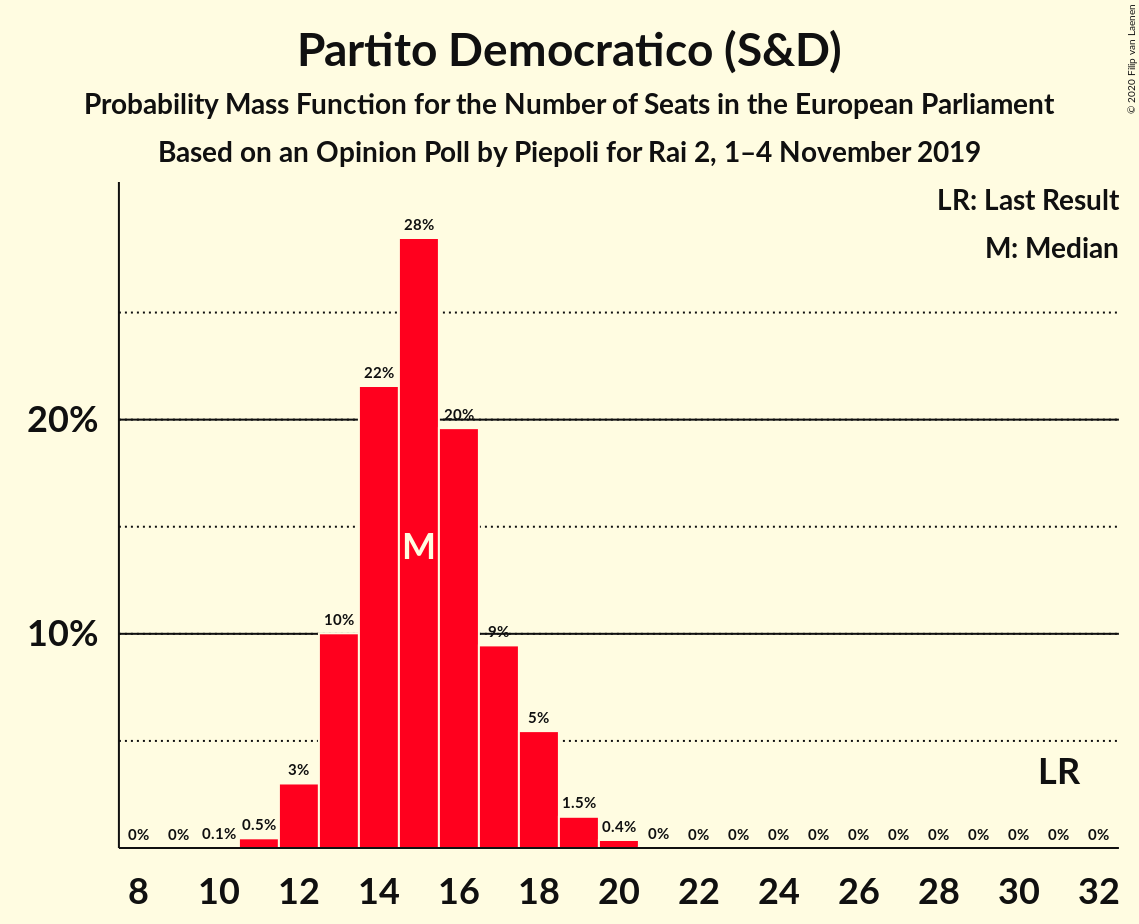 © 2020 Filip van Laenen
Partito Democratico (S&D)
Probability Mass Function for the Number of Seats in the European Parliament
Based on an Opinion Poll by Piepoli for Rai 2, 1–4 November 2019
LR: Last Result
M: Median
28%
22%
20%
20%
M
10%
9%
10%
5%
LR
3%
1.5%
0% 0% 0.1% 0.5% 0.4% 0% 0% 0% 0% 0% 0% 0% 0% 0% 0% 0% 0%
8 10 12 14 16 18 20 22 24 26 28 30 32